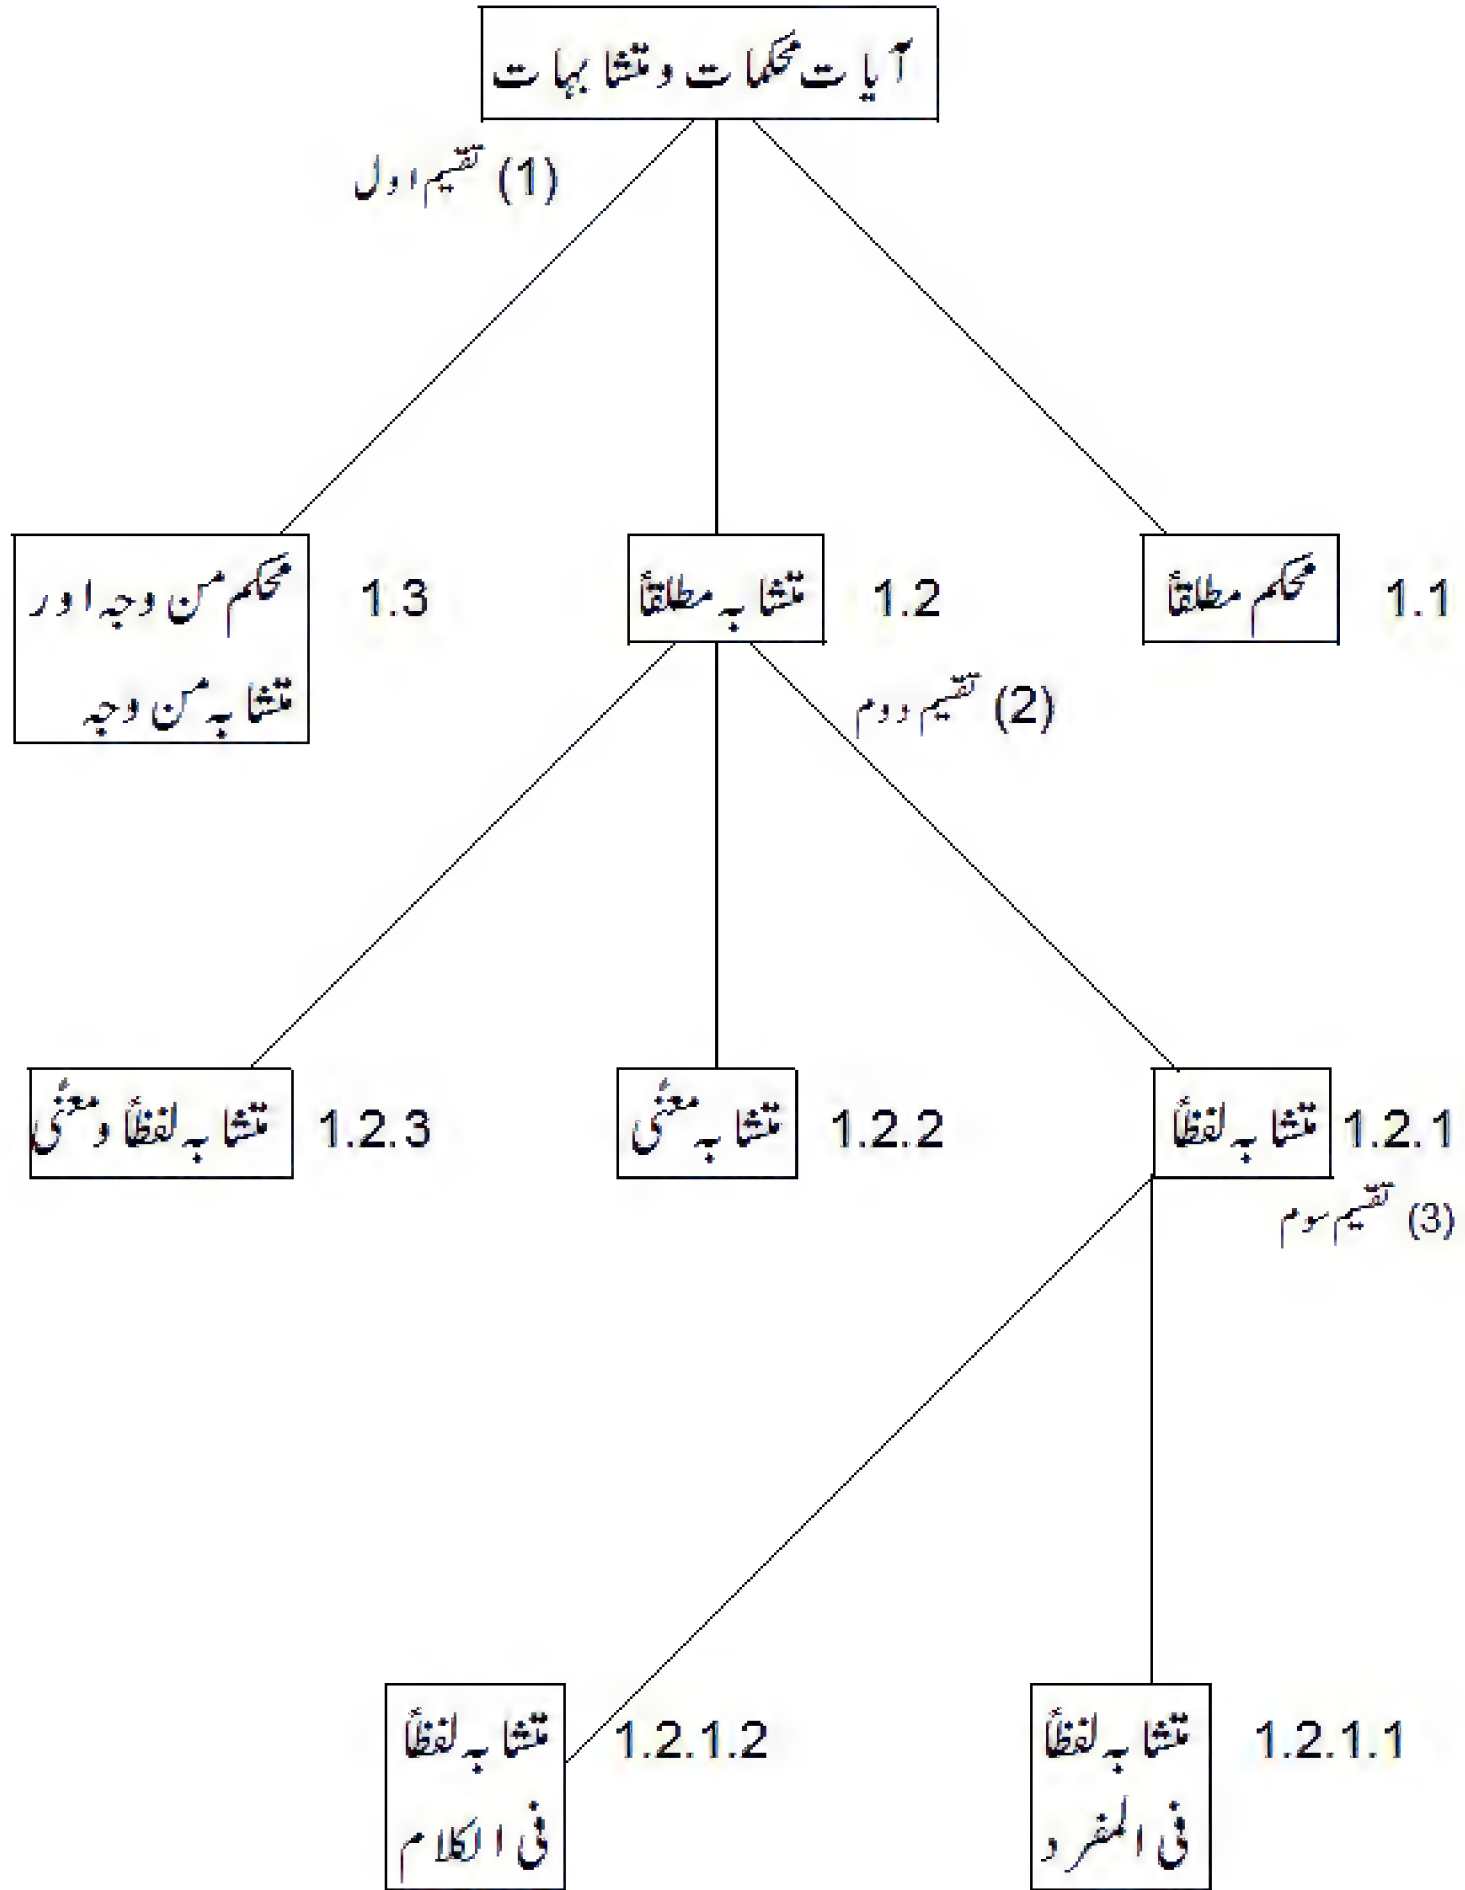 آیات محکمات و متشابہات
(1) تقسیم اول
1.1 محکم مطلقاً
1.2 متشابہ مطلقاً
1.3 محکم من وجہ اور
متشابہ من وجہ
(2) تقسیم دوم
1.2.1 متشابہ لفظاً
1.2.2 متشابہ معنًی
1.2.3 متشابہ لفظاً و معنًی
(3) تقسیم سوم
1.2.1.1 متشابہ لفظاً
فی المفرد
1.2.1.2 متشابہ لفظاً
فی الکلام